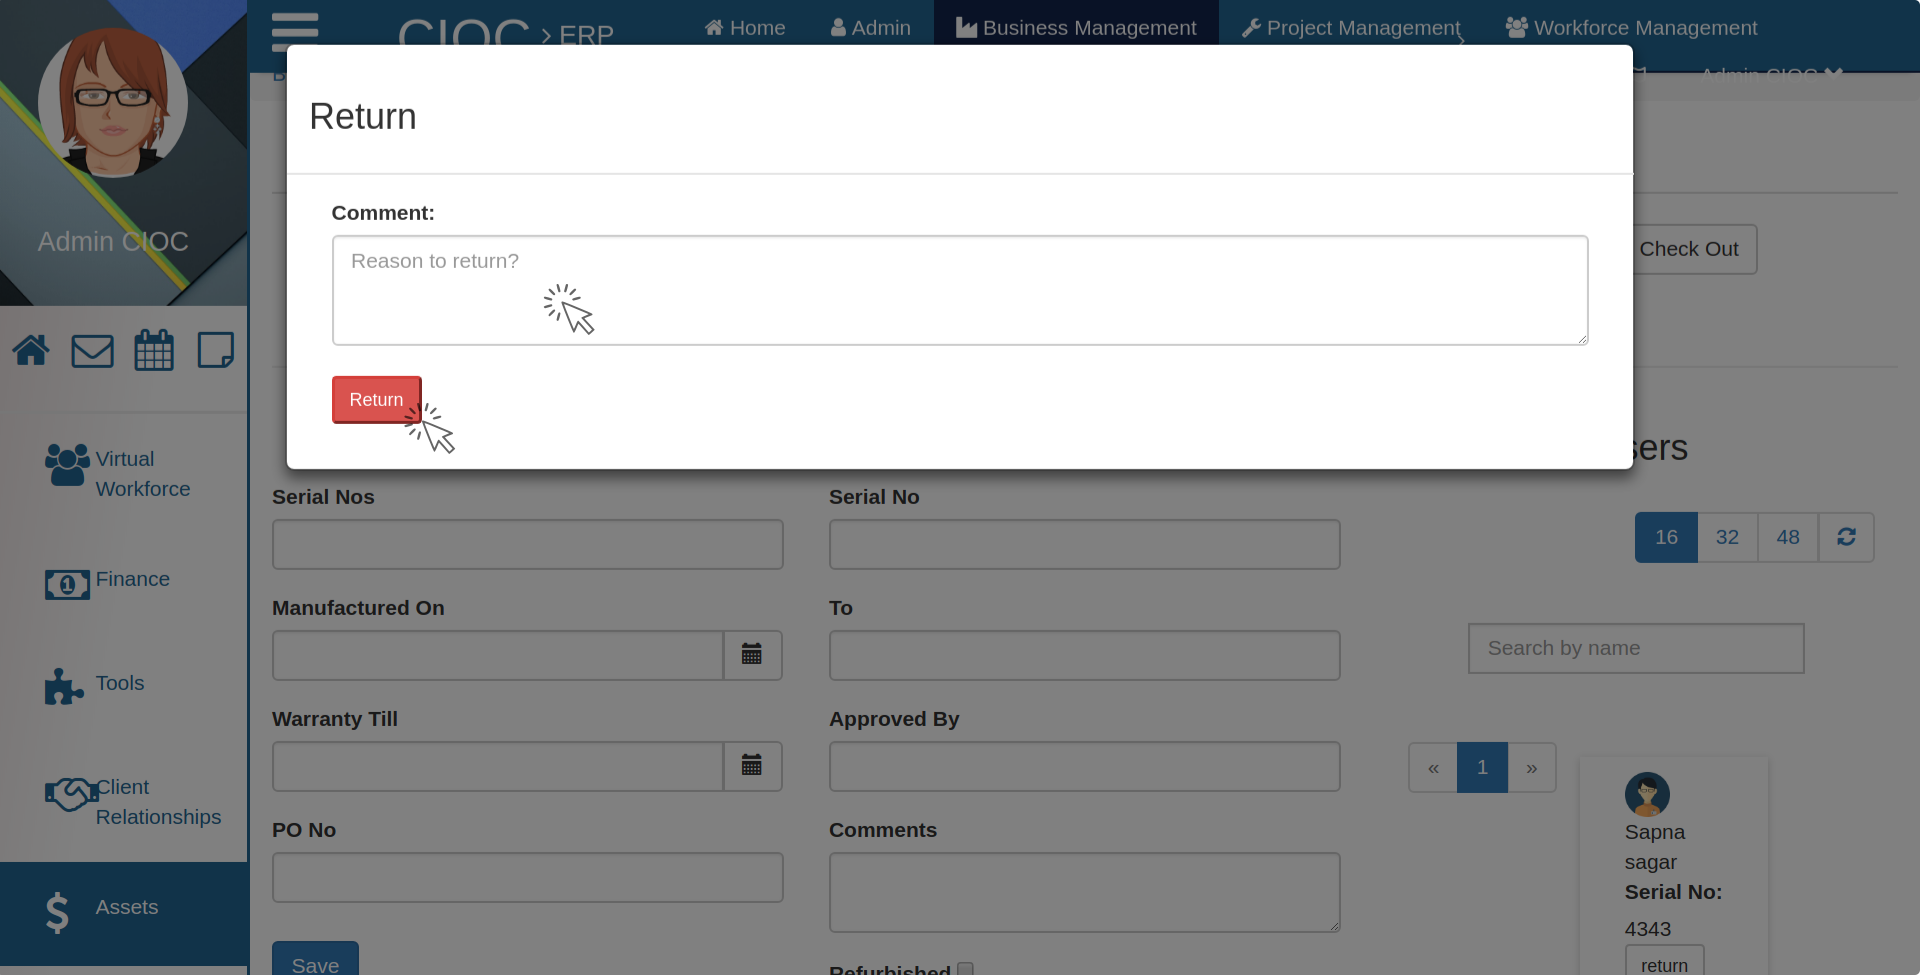 CIOC > ERP
Home
Admin
Business Management
Project Management
Workforce Management
Admin CIOC
Return
Comment:
Reason to return?
Return
Check Out
Admin CIOC
Virtual
Workforce
Finance
Tools
Client
Relationships
Assets
sers
Serial Nos
Serial No
16
32
48
Manufactured On
To
Search by name
Warranty Till
Approved By
«
1
»
PO No
Comments
Sapna
sagar
Serial No:
4343
return
Save
Refurbished